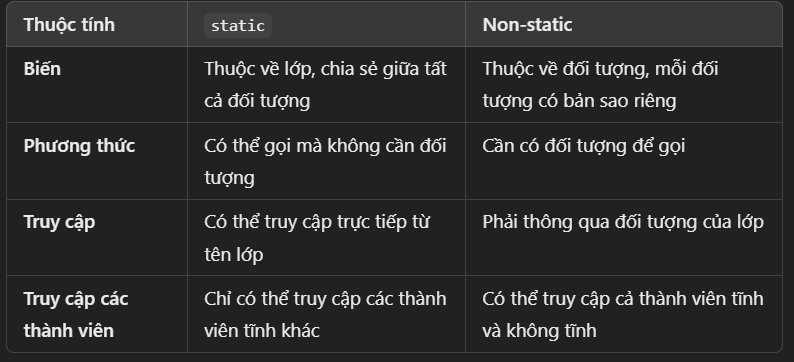 Thuộc tính static Non-static
Biến Thuộc về lớp, chia sẻ giữa tất Thuộc về đối tượng, mỗi đối
cả đối tượng tượng có bản sao riêng
Phương thức Có thể gọi mà không cần đối Cần có đối tượng để gọi
tượng
Truy cập Có thể truy cập trực tiếp từ Phải thông qua đối tượng của lớp
tên lớp
Truy cập các Chỉ có thể truy cập các thành Có thể truy cập cả thành viên tĩnh
thành viên viên tĩnh khác và không tĩnh